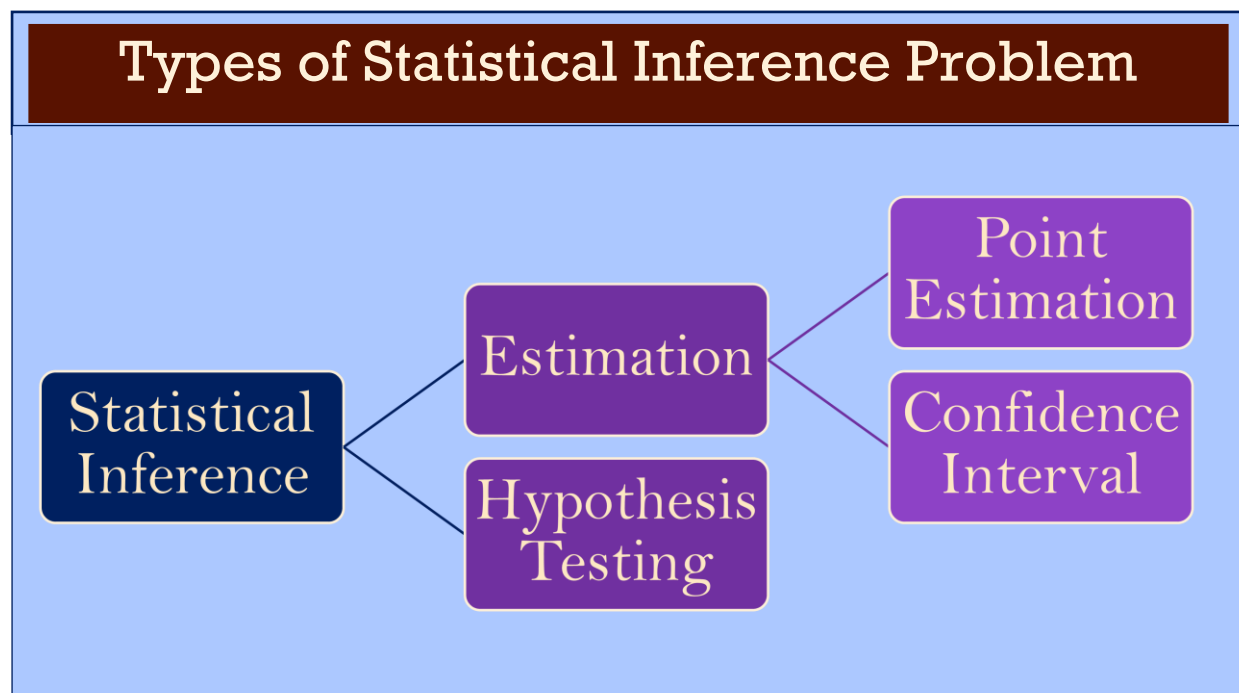 Types of Statistical Inference Problem
Statistical
Inference
Estimation
Hypothesis
Testing
Point
Estimation
Confidence
Interval